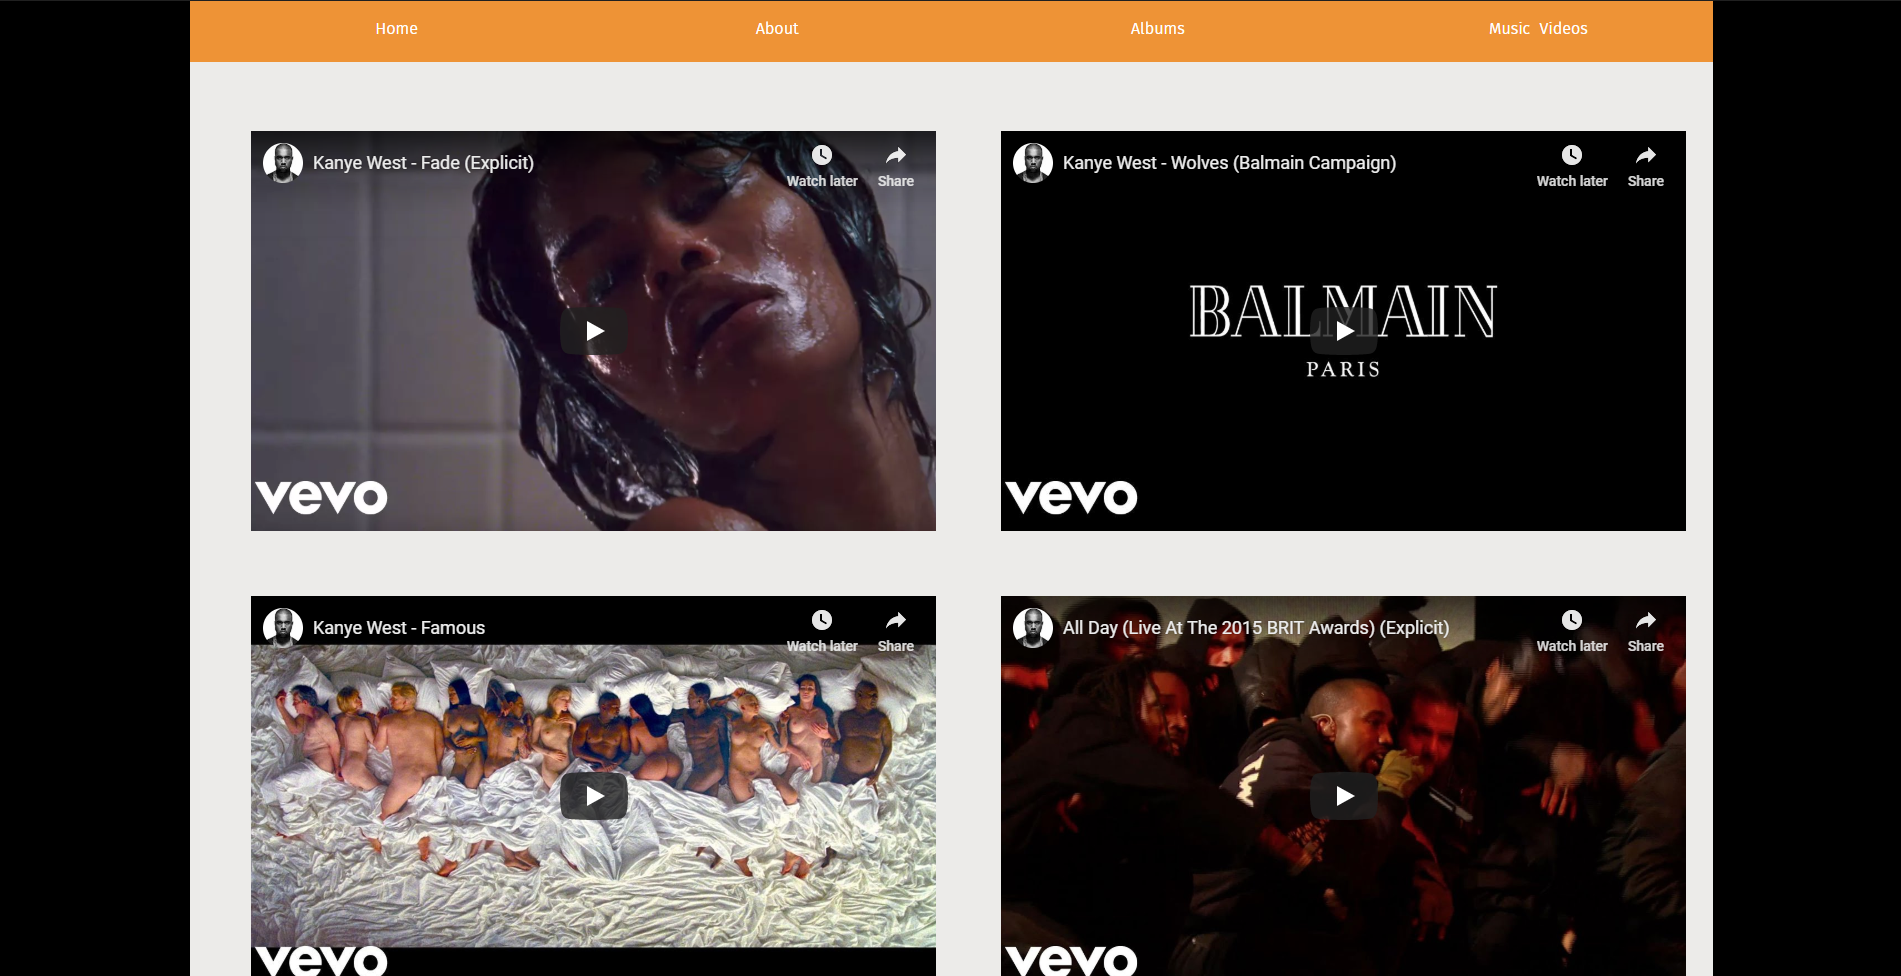 Home About Albums Music Videos
Kanye West - Fade (Explicit)
Watch later Share
vevo
Kanye West - Wolves (Balmain Campaign)
Watch later Share
BALMAIN
PARIS
vevo
Kanye West - Famous
Watch later Share
vevo
All Day (Live At The 2015 BRIT Awards) (Explicit)
Watch later Share
vevo